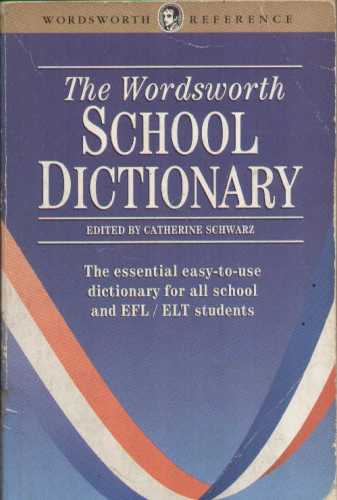 WORDSWORTH REFERENCE
The Wordsworth
SCHOOL
DICTIONARY
EDITED BY CATHERINE SCHWARZ
The essential easy-to-use
dictionary for all school
and EFL / ELT students